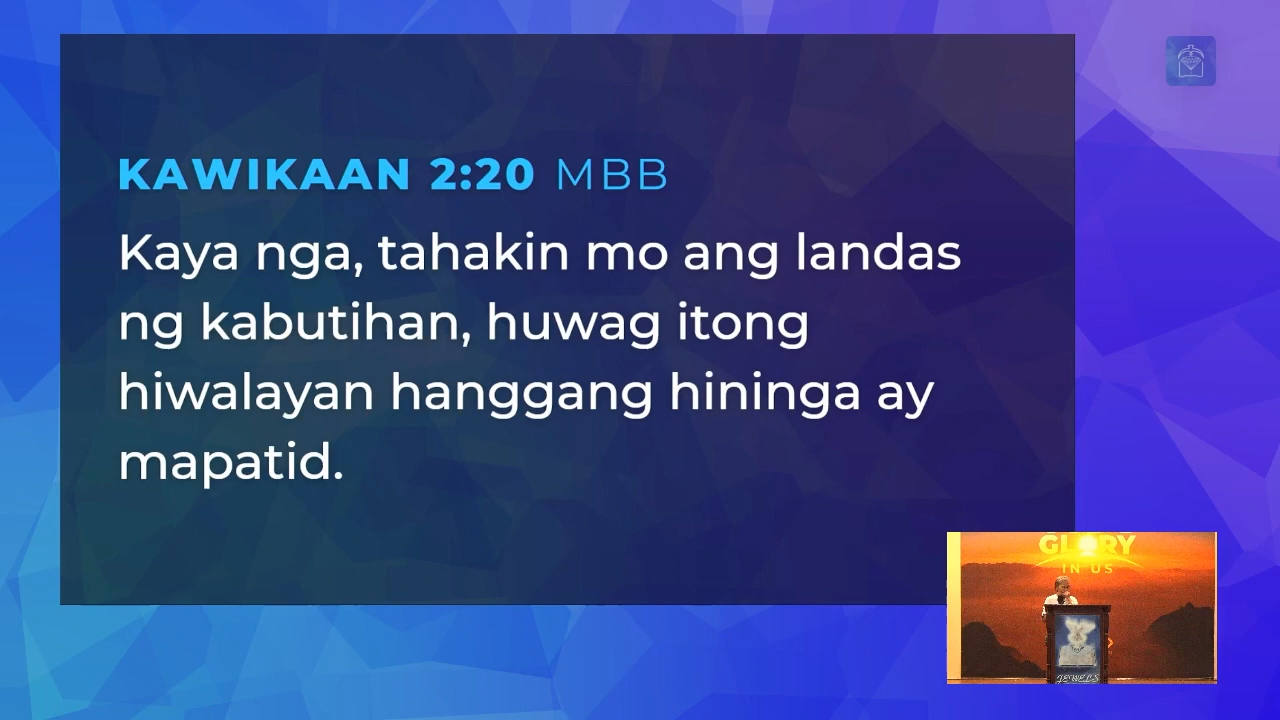 KAWIKAAN 2:20 MBB
Kaya nga, tahakin mo ang landas
ng kabutihan, huwag itong
hiwalayan hanggang hininga ay
mapatid.
GLORY
IN US
JEWELS